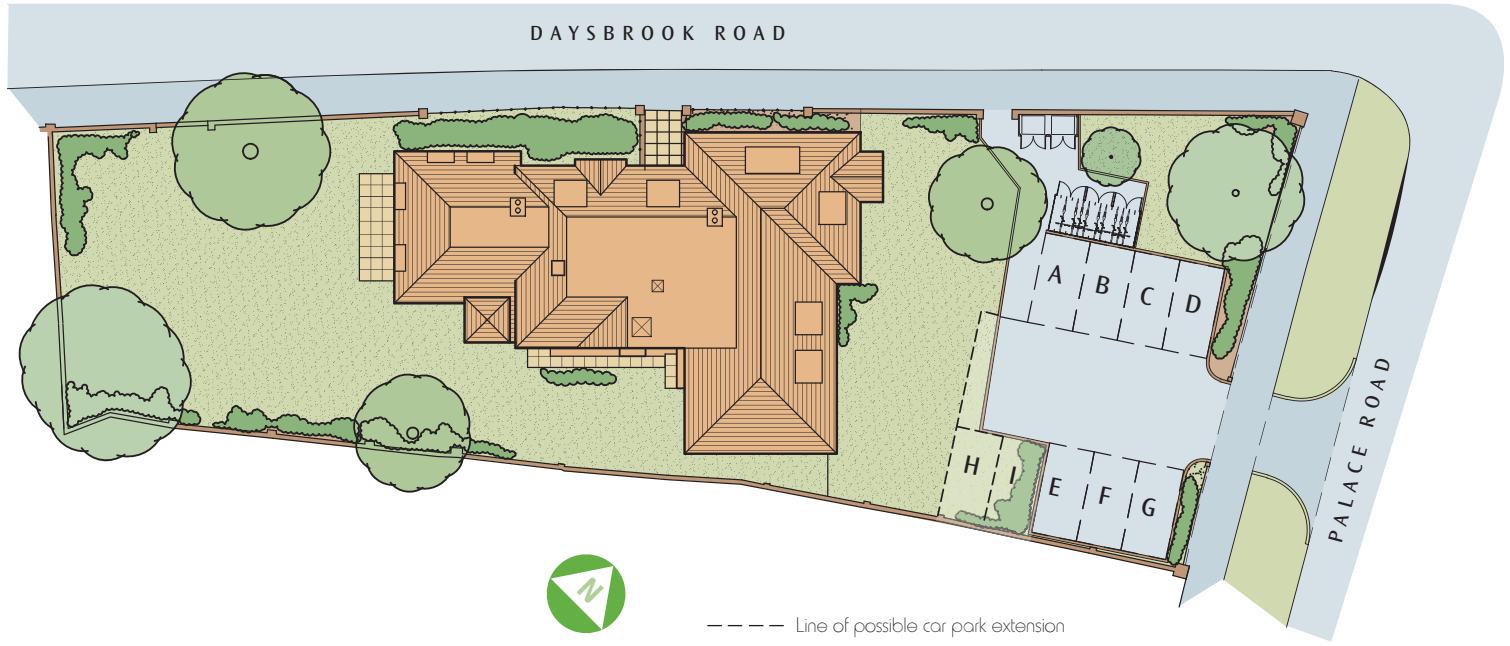 DAYSBROOK ROAD
A
B
C
D
PALACE ROAD
H
I
E
F
G
N
Line of possible car park extension